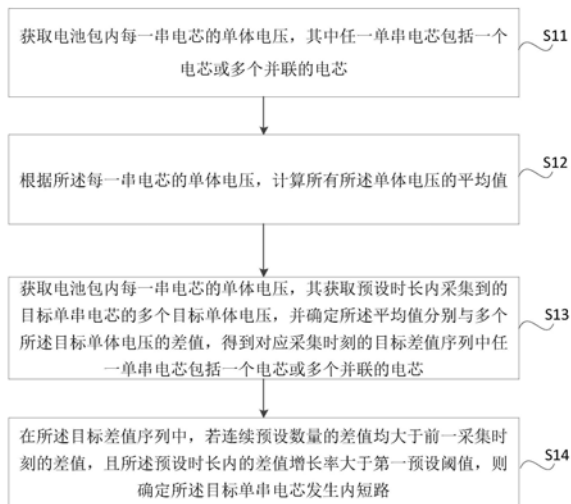 获取电池包内每一串电芯的单体电压，其中任一单串电芯包括一个
电芯或多个并联的电芯
S11
根据所述每一串电芯的单体电压，计算所有所述单体电压的平均值
S12
获取电池包内每一串电芯的单体电压，其获取预设时长内采集到的
目标单串电芯的多个目标单体电压，并确定所述平均值分别与多个
所述目标单体电压的差值，得到对应采集时刻的目标差值序列中任
一单串电芯包括一个电芯或多个并联的电芯
S13
在所述目标差值序列中，若连续预设数量的差值均大于前一采集时
刻的差值，且所述预设时长内的差值增长率大于第一预设阈值，则
确定所述目标单串电芯发生内短路
S14